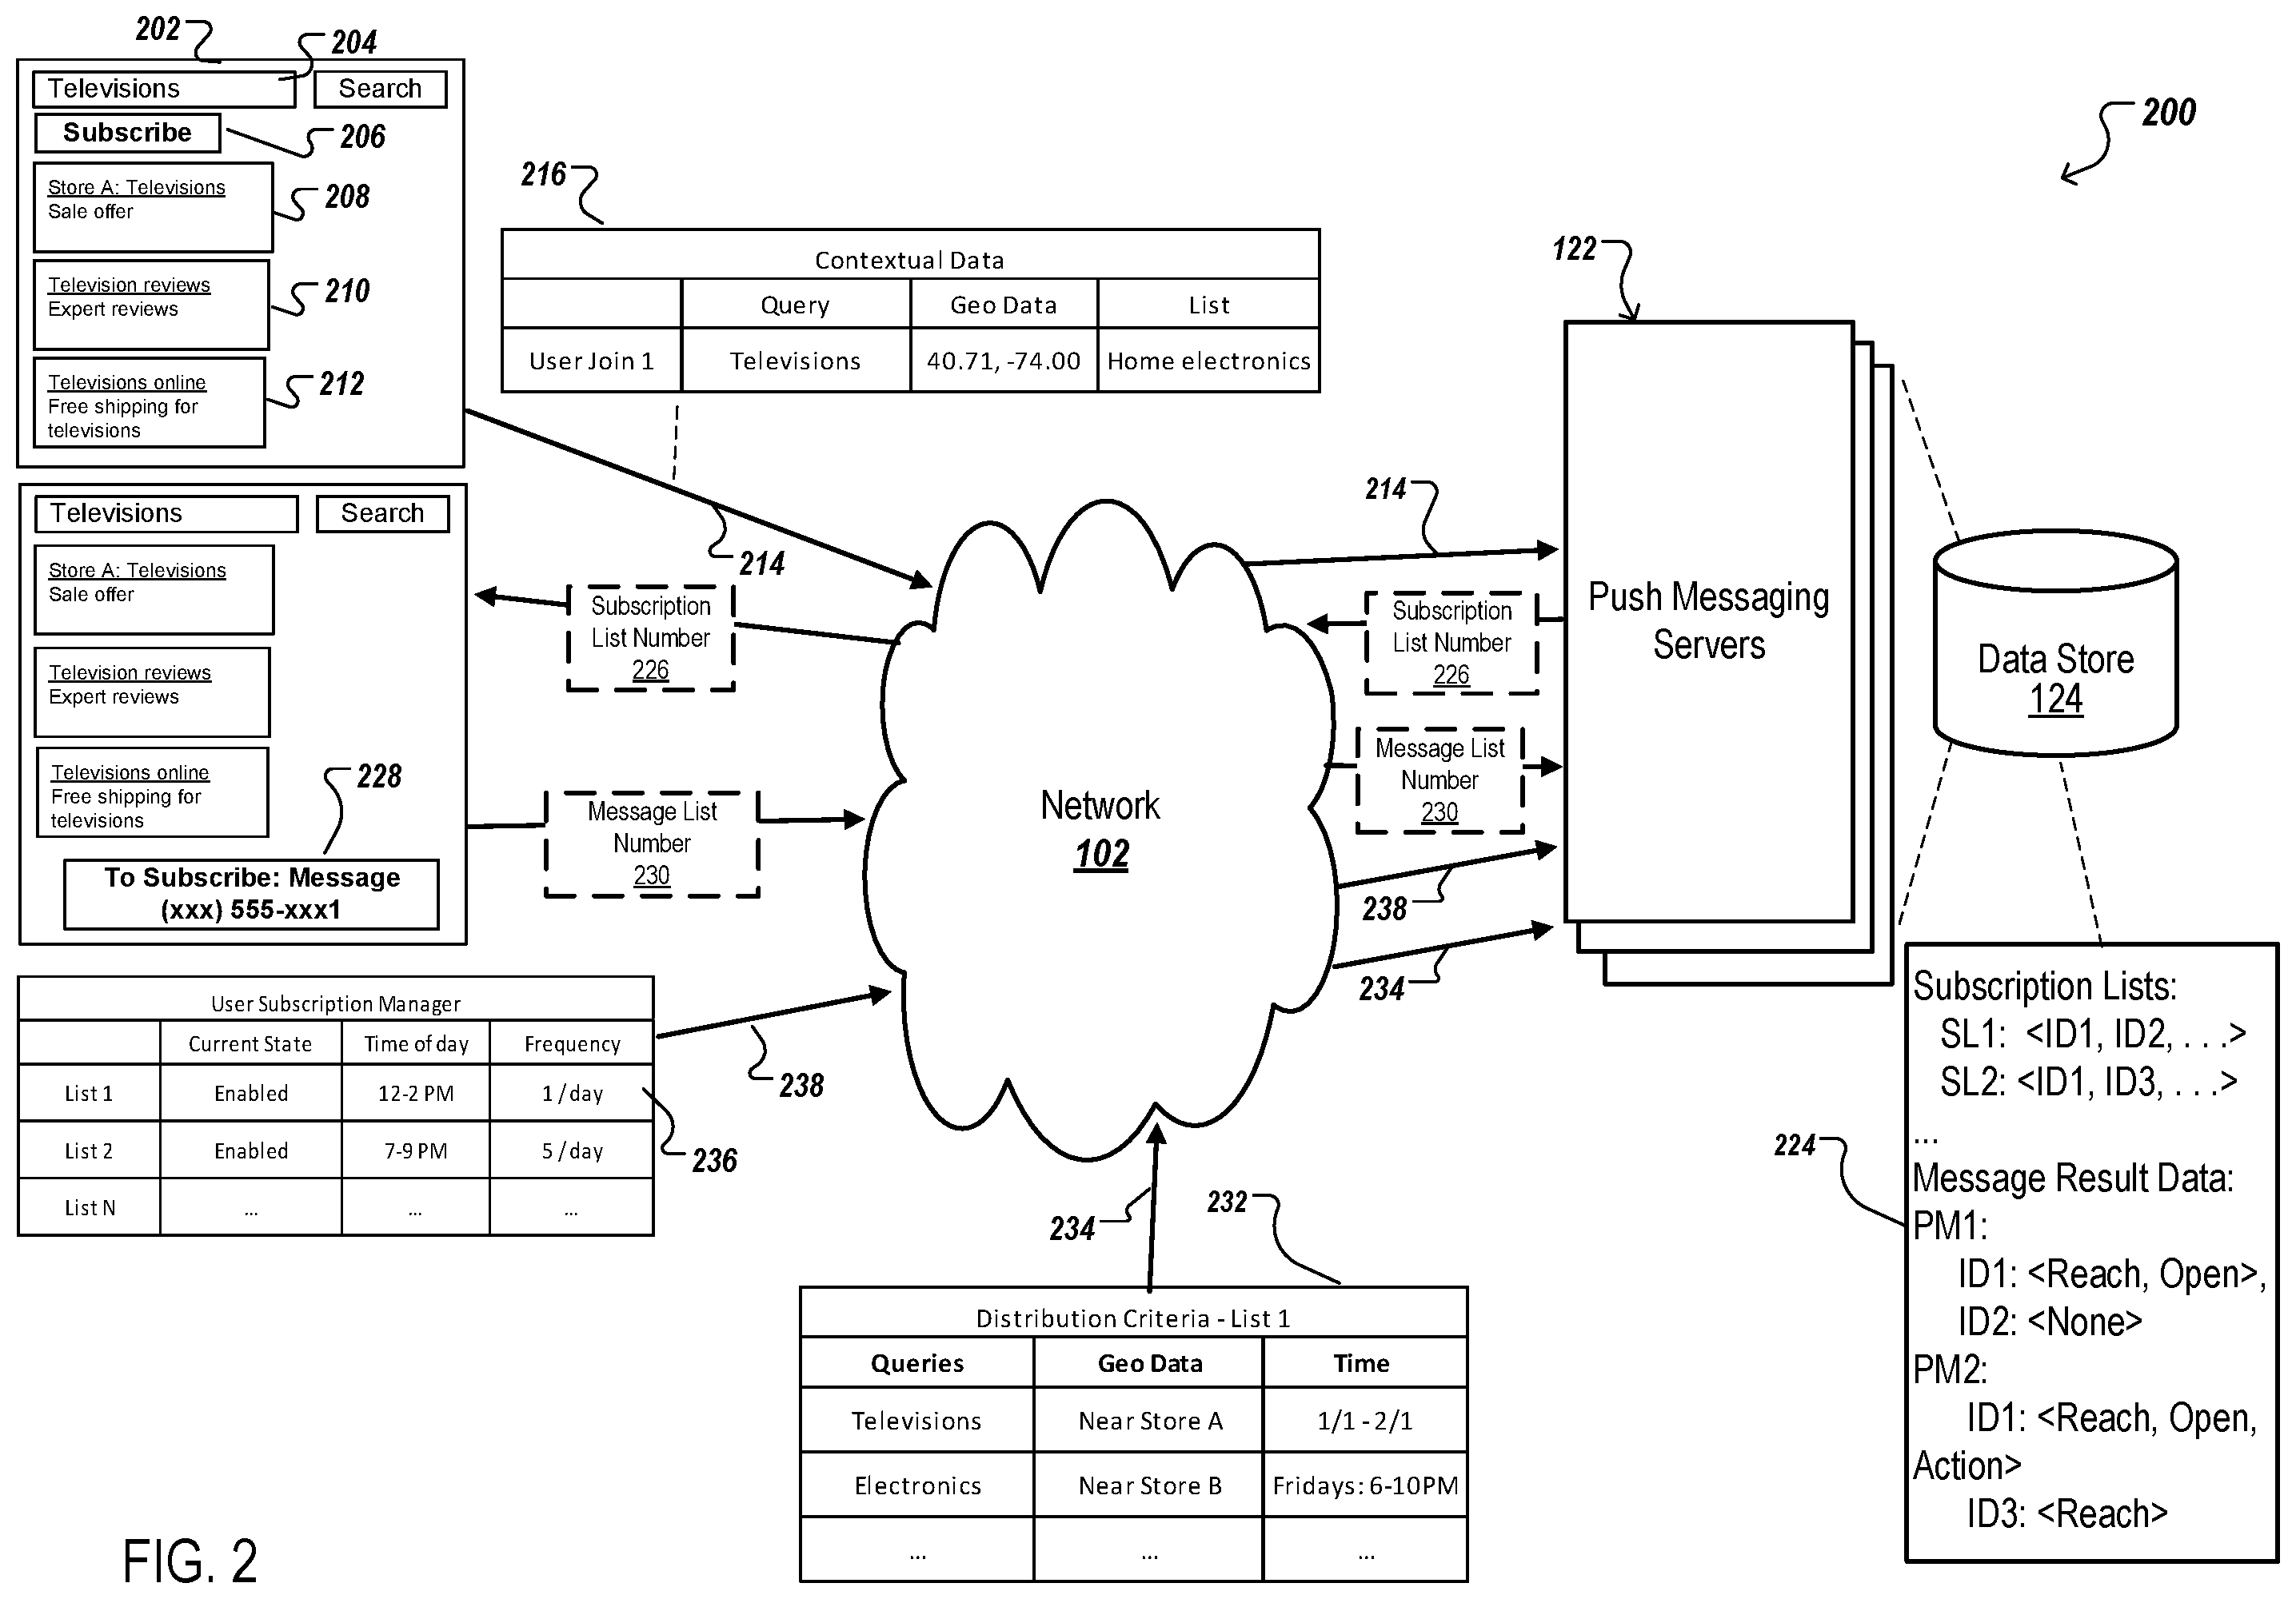 202
204
Televisions
Search
Subscribe
206
Store A: Televisions
Sale offer
208
Television reviews
Expert reviews
210
Televisions online
Free shipping for
televisions
212
216
Contextual Data
Query Geo Data List
User Join 1 Televisions 40.71, -74.00 Home electronics
200
122
Push Messaging
Servers
214
214
Subscription
List Number
226
Subscription
List Number
226
Data Store
124
Televisions
Search
Store A: Televisions
Sale offer
Television reviews
Expert reviews
Televisions online
Free shipping for
televisions
228
To Subscribe: Message
(xxx) 555-xxx1
Message List
Number
230
Message List
Number
230
Network
102
238
234
User Subscription Manager
Current State Time of day Frequency
List 1 Enabled 12-2 PM 1 / day
List 2 Enabled 7-9 PM 5 / day
List N ... ... ...
238
236
234
232
Distribution Criteria - List 1
Queries Geo Data Time
Televisions Near Store A 1/1 - 2/1
Electronics Near Store B Fridays: 6-10PM
... ... ...
224
Subscription Lists:
SL1: <ID1, ID2, . . .>
SL2: <ID1, ID3, . . .>
...
Message Result Data:
PM1:
ID1: <Reach, Open>,
ID2: <None>
PM2:
ID1: <Reach, Open,
Action>
ID3: <Reach>
FIG. 2